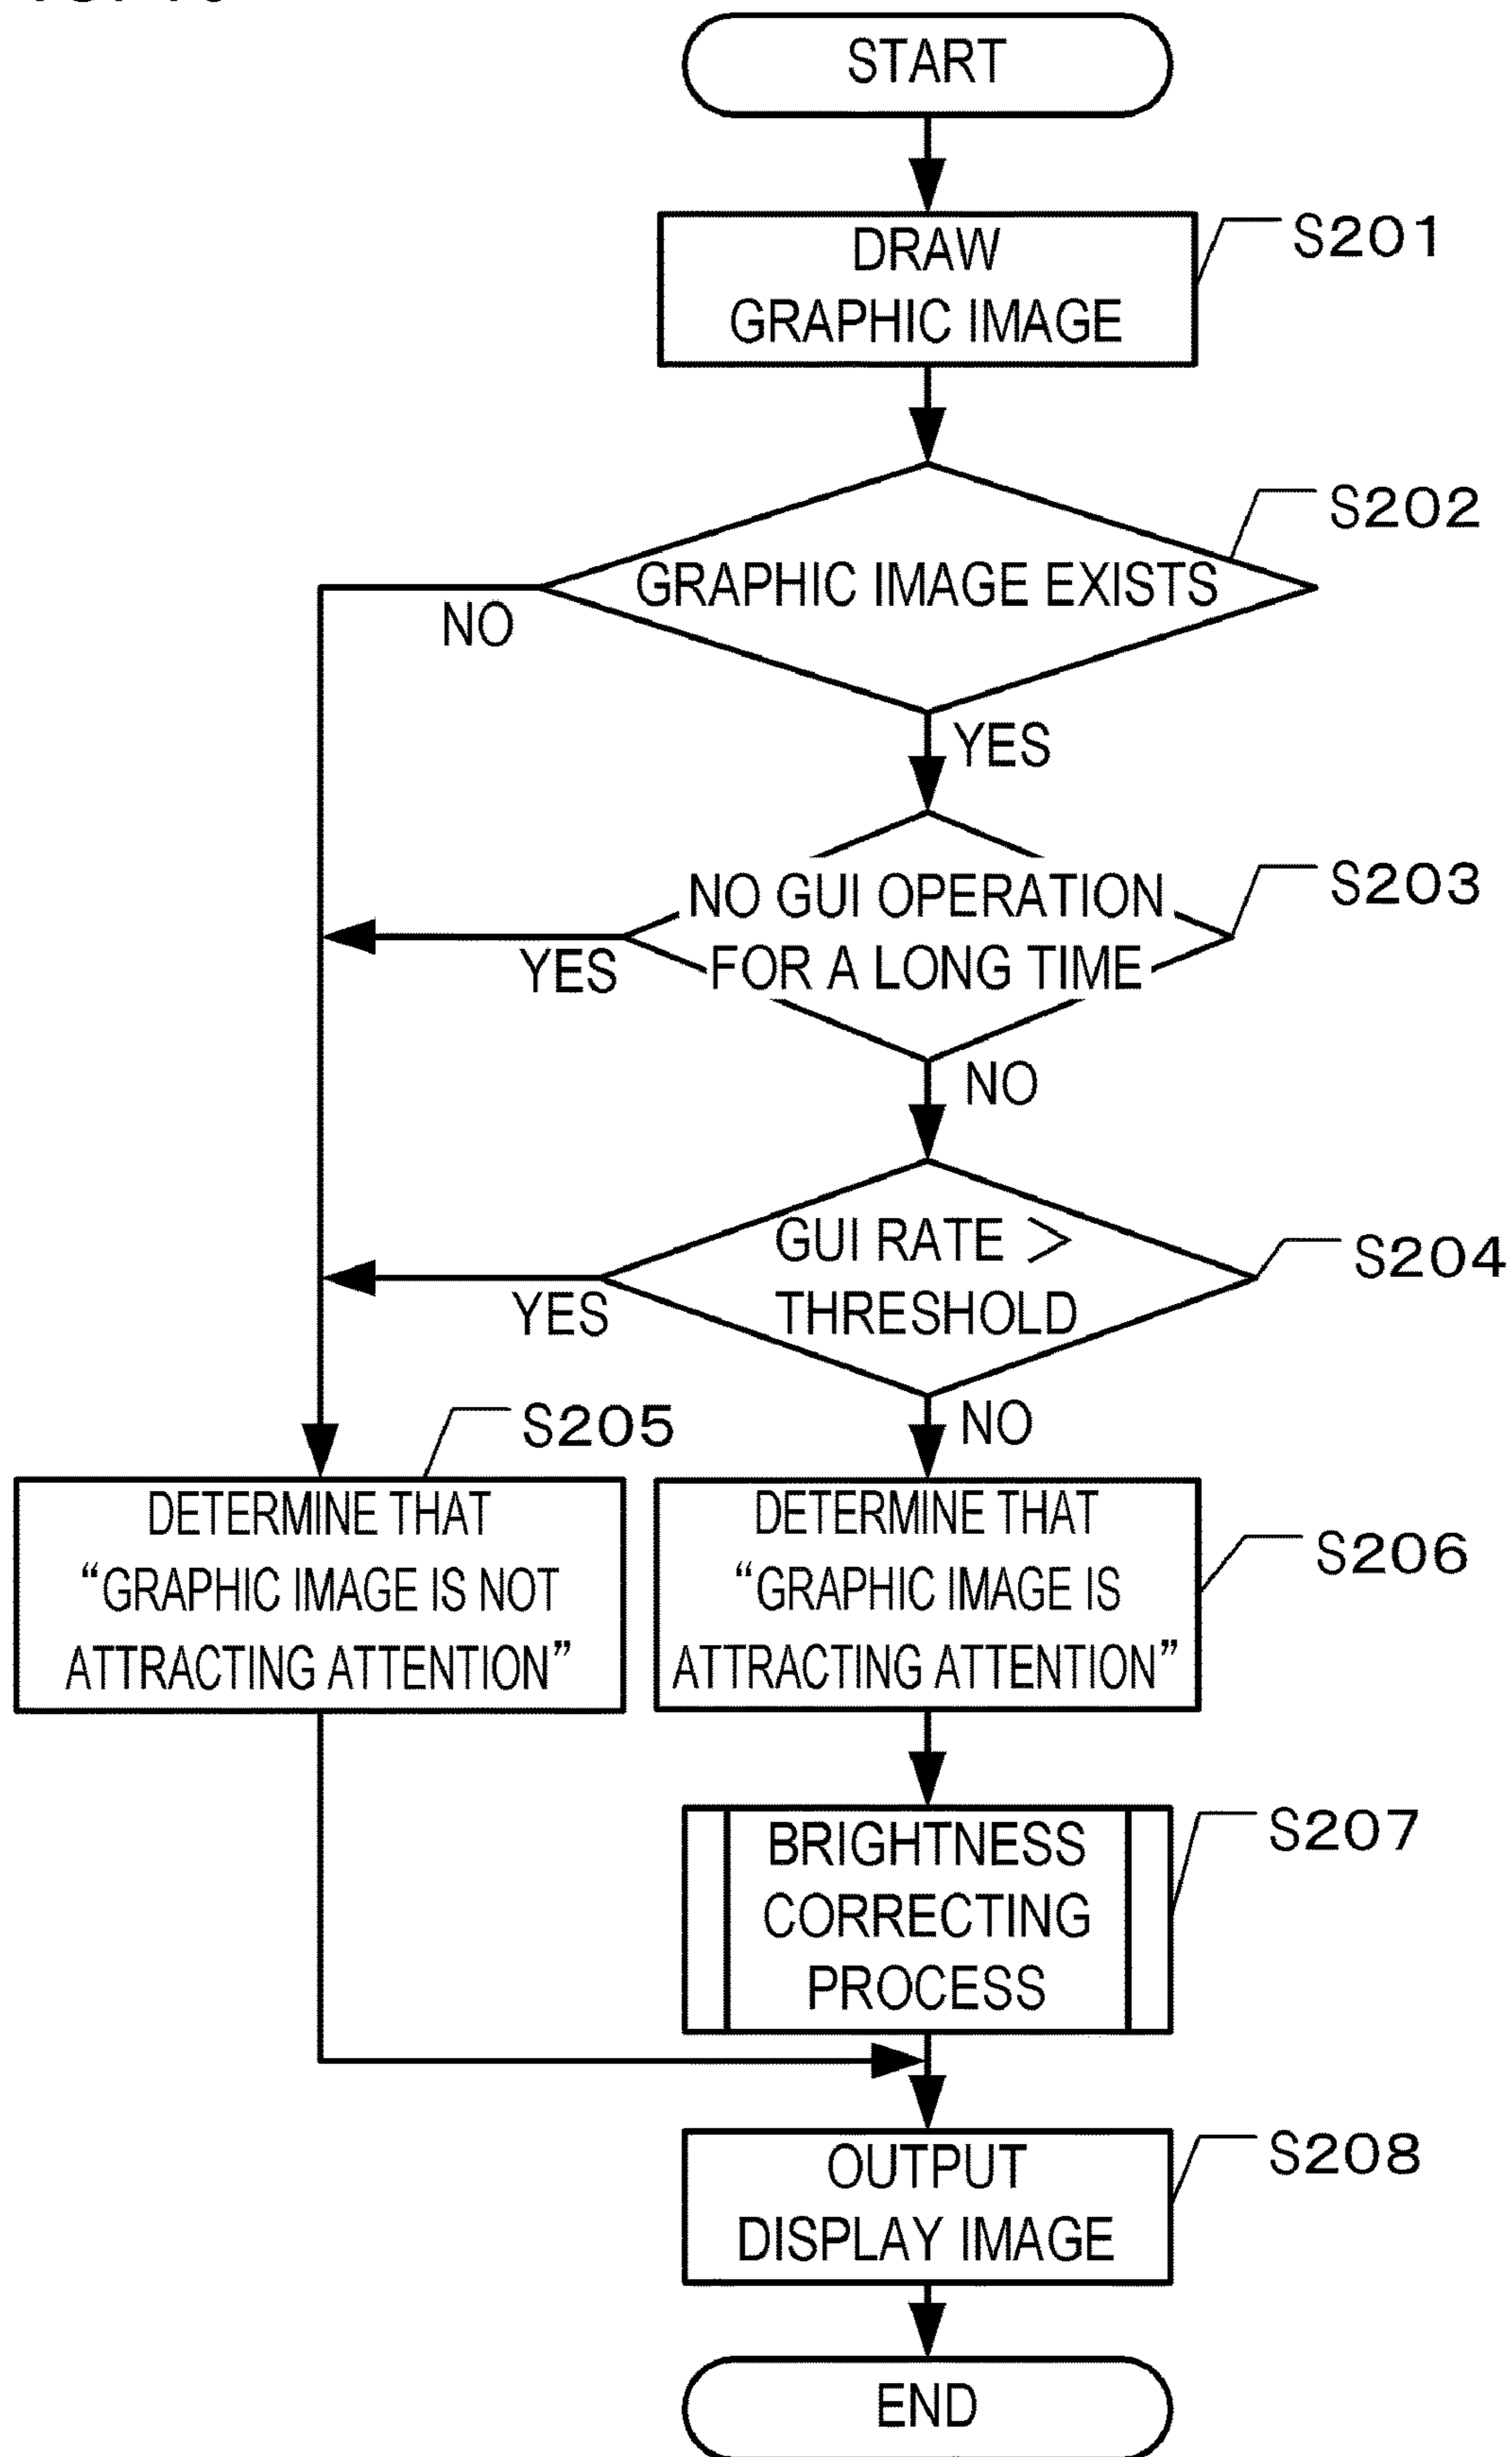 START
DRAW
GRAPHIC IMAGE
S201
GRAPHIC IMAGE EXISTS
S202
NO
YES
NO GUI OPERATION
FOR A LONG TIME
S203
YES
NO
GUI RATE >
THRESHOLD
S204
YES
NO
S205
DETERMINE THAT
“GRAPHIC IMAGE IS NOT
ATTRACTING ATTENTION”
DETERMINE THAT
“GRAPHIC IMAGE IS
ATTRACTING ATTENTION”
S206
BRIGHTNESS
CORRECTING
PROCESS
S207
OUTPUT
DISPLAY IMAGE
S208
END